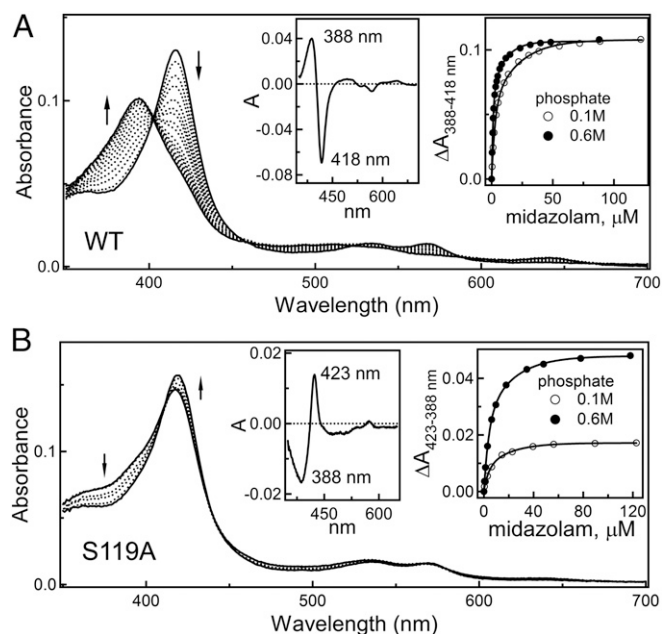 A
Absorbance
0.1
0.0
WT
400
500
600
700
Wavelength (nm)
0.04
0.00
-0.04
-0.08
A
388 nm
418 nm
450
600
nm
0.1
0.0
ΔA388-418 nm
phosphate
0.1M
0.6M
0
50
100
midazolam, μM
B
Absorbance
0.1
0.0
S119A
400
500
600
700
Wavelength (nm)
0.02
0.00
-0.02
A
423 nm
388 nm
450
600
nm
0.04
0.02
0.00
ΔA423-388 nm
phosphate
0.1M
0.6M
0
40
80
120
midazolam, μM